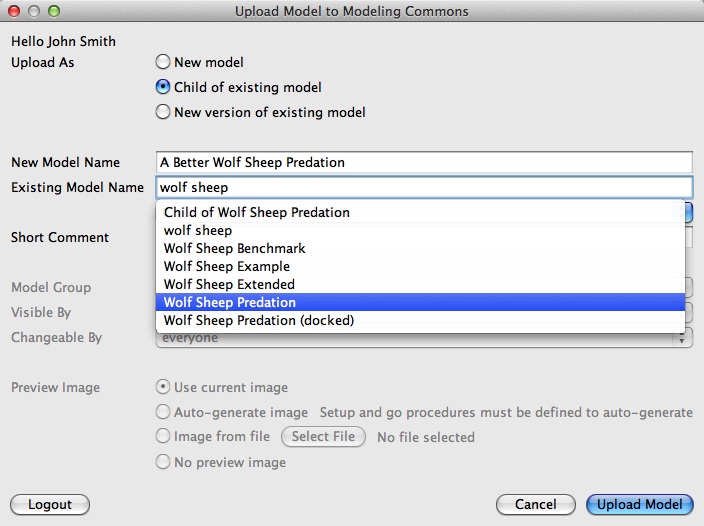 Upload Model to Modeling Commons
Hello John Smith
Upload As
New model
Child of existing model
New version of existing model
New Model Name
A Better Wolf Sheep Predation
Existing Model Name
wolf sheep
Child of Wolf Sheep Predation
wolf sheep
Wolf Sheep Benchmark
Wolf Sheep Example
Wolf Sheep Extended
Wolf Sheep Predation
Wolf Sheep Predation (docked)
Short Comment
Model Group
Visible By
Changeable By
everyone
Preview Image
Use current image
Auto-generate image Setup and go procedures must be defined to auto-generate
Image from file Select File No file selected
No preview image
Logout
Cancel
Upload Model